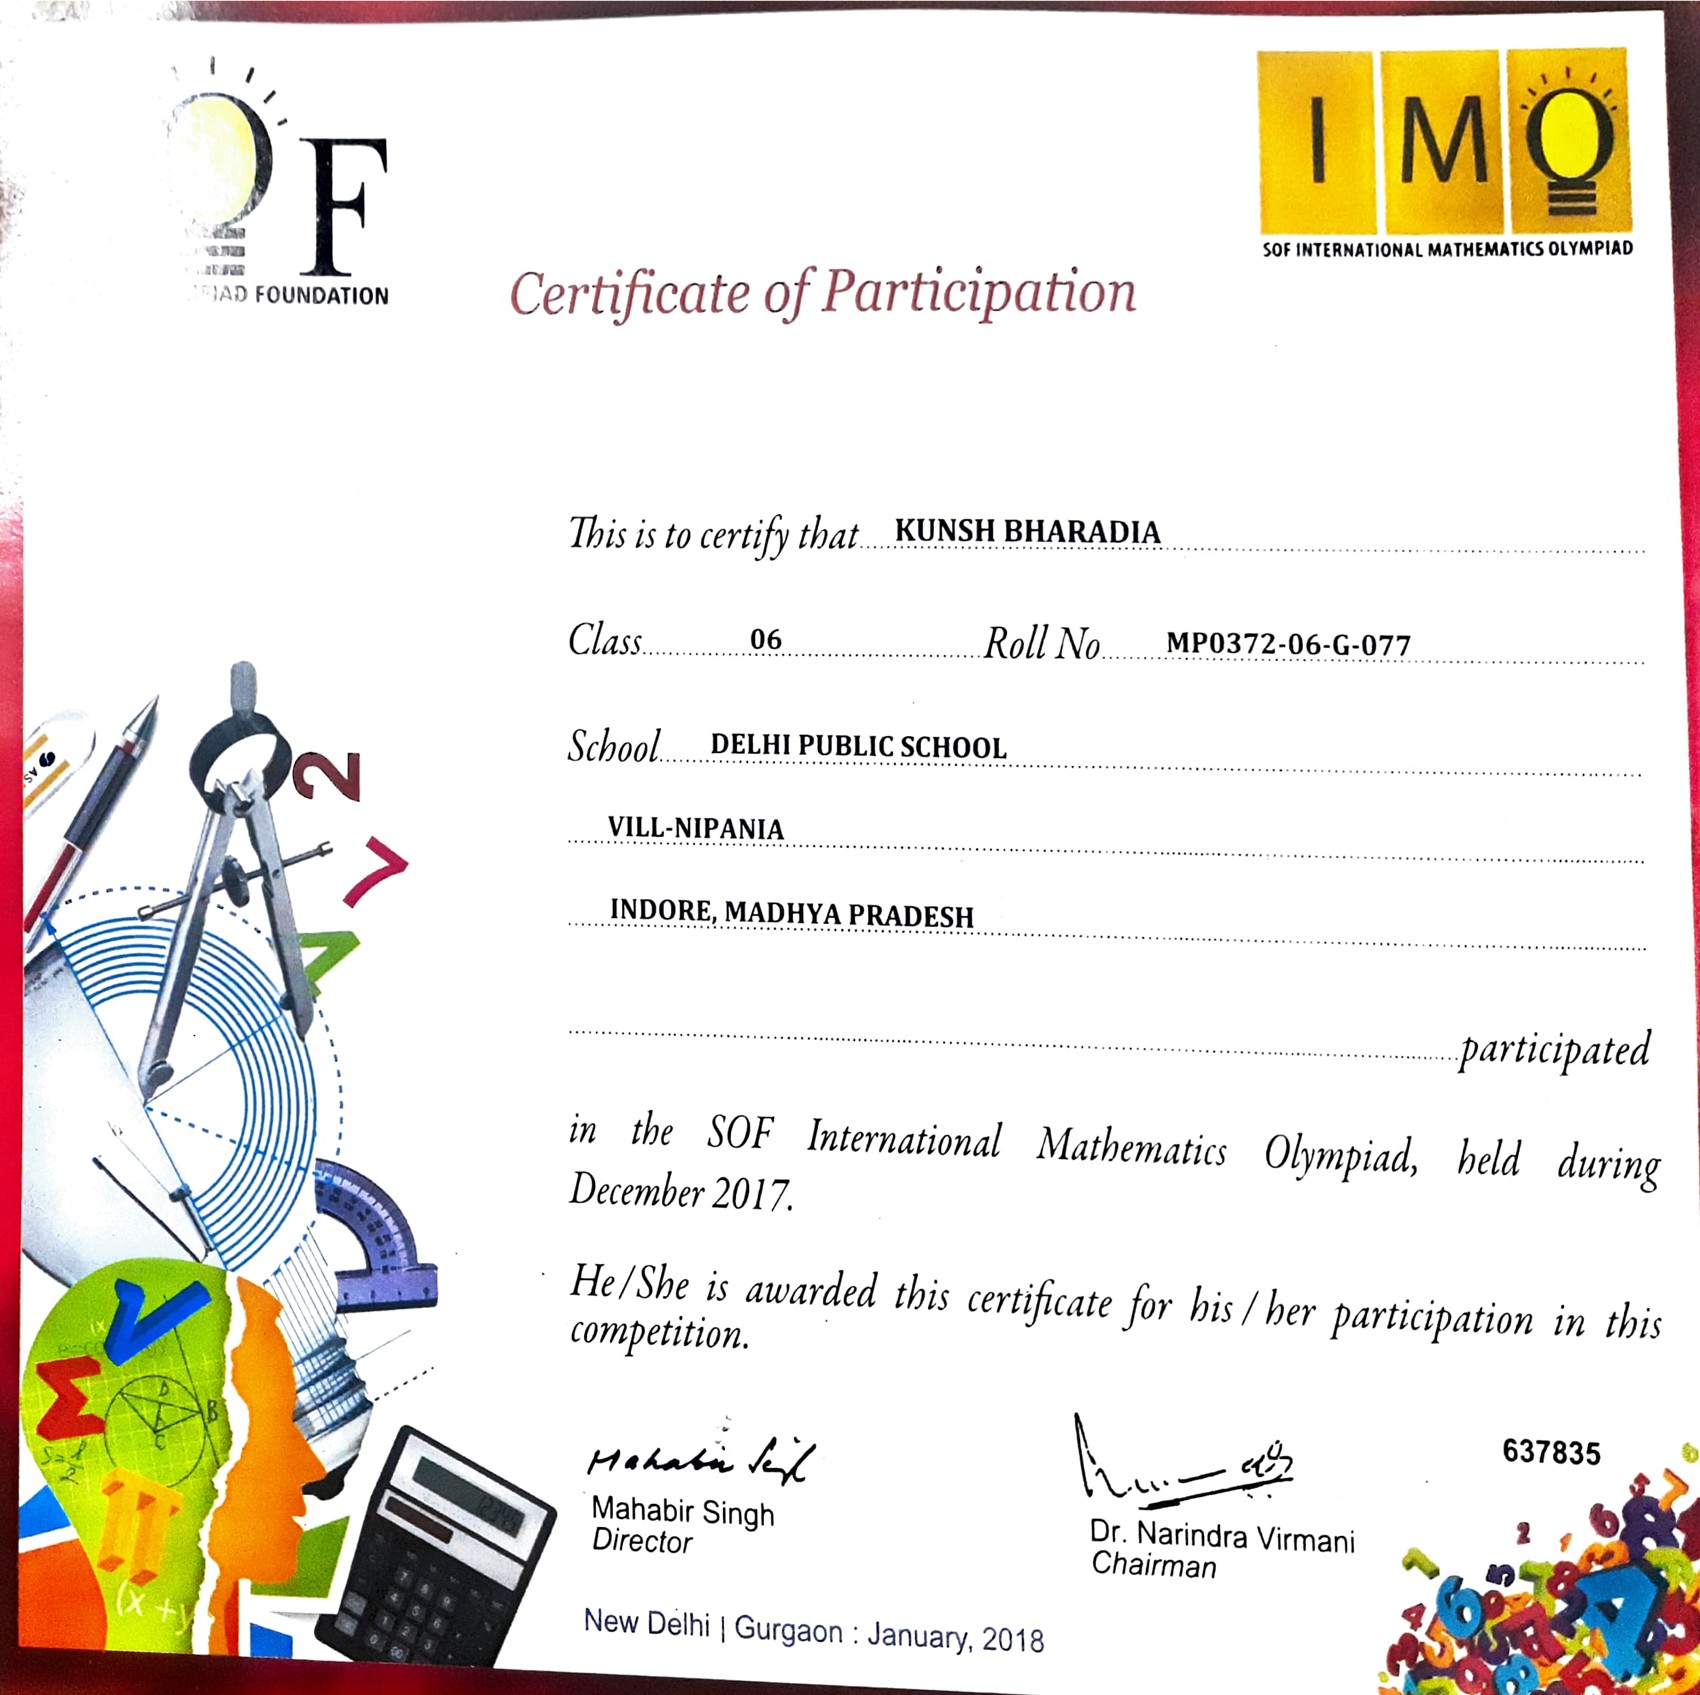 OF
FOUNDATION
IMO
SOF INTERNATIONAL MATHEMATICS OLYMPIAD
Certificate of Participation
This is to certify that KUNSH BHARADIA
Class 06 Roll No MP0372-06-G-077
School DELHI PUBLIC SCHOOL
VILL-NIPANIA
INDORE, MADHYA PRADESH
participated
in the SOF International Mathematics Olympiad, held during
December 2017.
He/She is awarded this certificate for his / her participation in this
competition.
637835
Mahabir Singh
Mahabir Singh
Director
Dr. Narindra Virmani
Chairman
New Delhi | Gurgaon : January, 2018